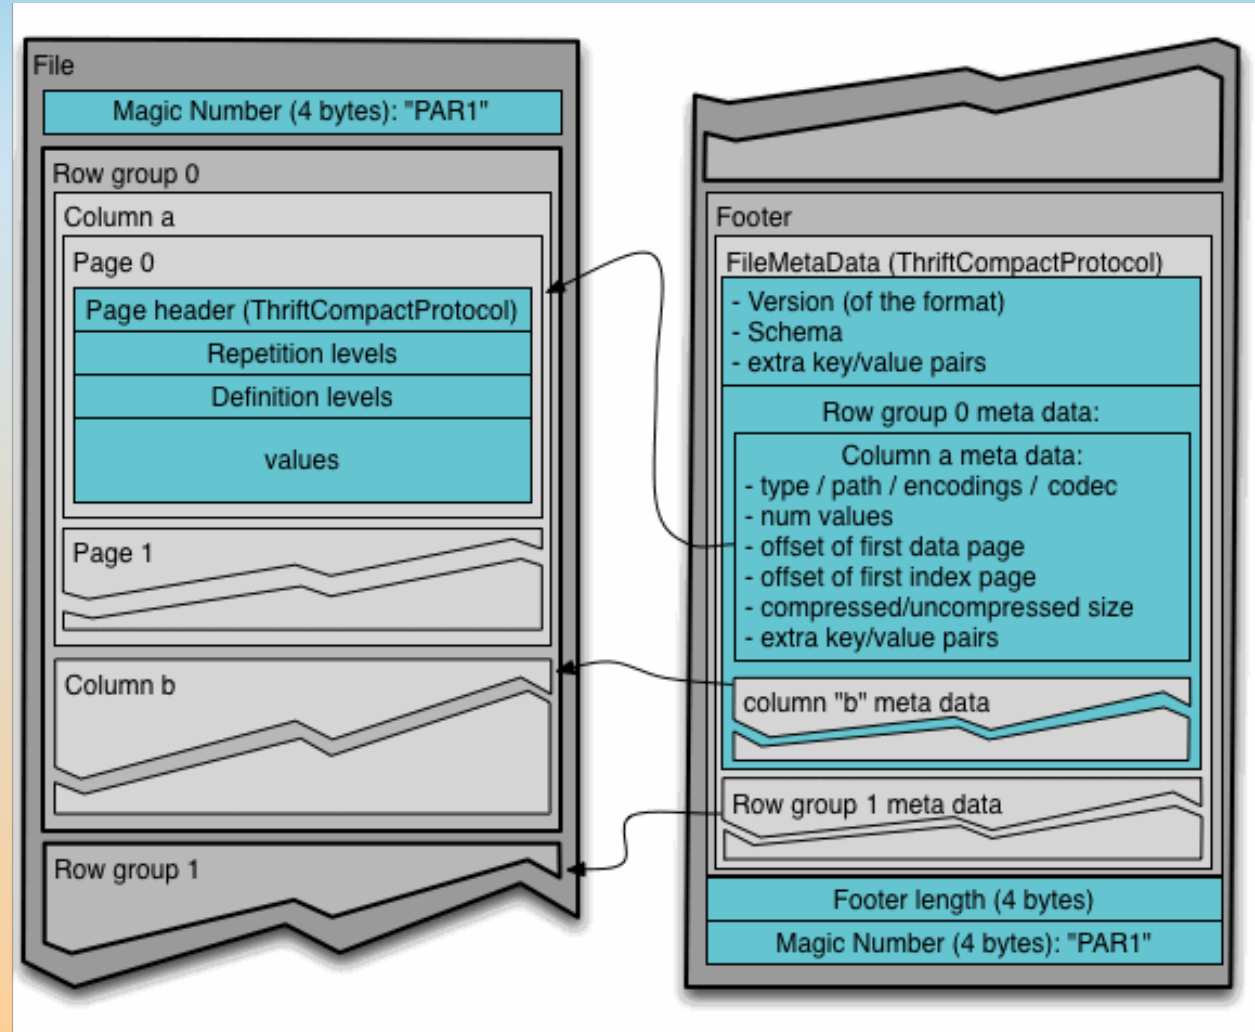 File
Magic Number (4 bytes): "PAR1"
Row group 0
Column a
Page 0
Page header (ThriftCompactProtocol)
Repetition levels
Definition levels
values
Page 1
Column b
Row group 1
Footer
FileMetaData (ThriftCompactProtocol)
- Version (of the format)
- Schema
- extra key/value pairs
Row group 0 meta data:
Column a meta data:
- type / path / encodings / codec
- num values
- offset of first data page
- offset of first index page
- compressed/uncompressed size
- extra key/value pairs
column "b" meta data
Row group 1 meta data
Footer length (4 bytes)
Magic Number (4 bytes): "PAR1"